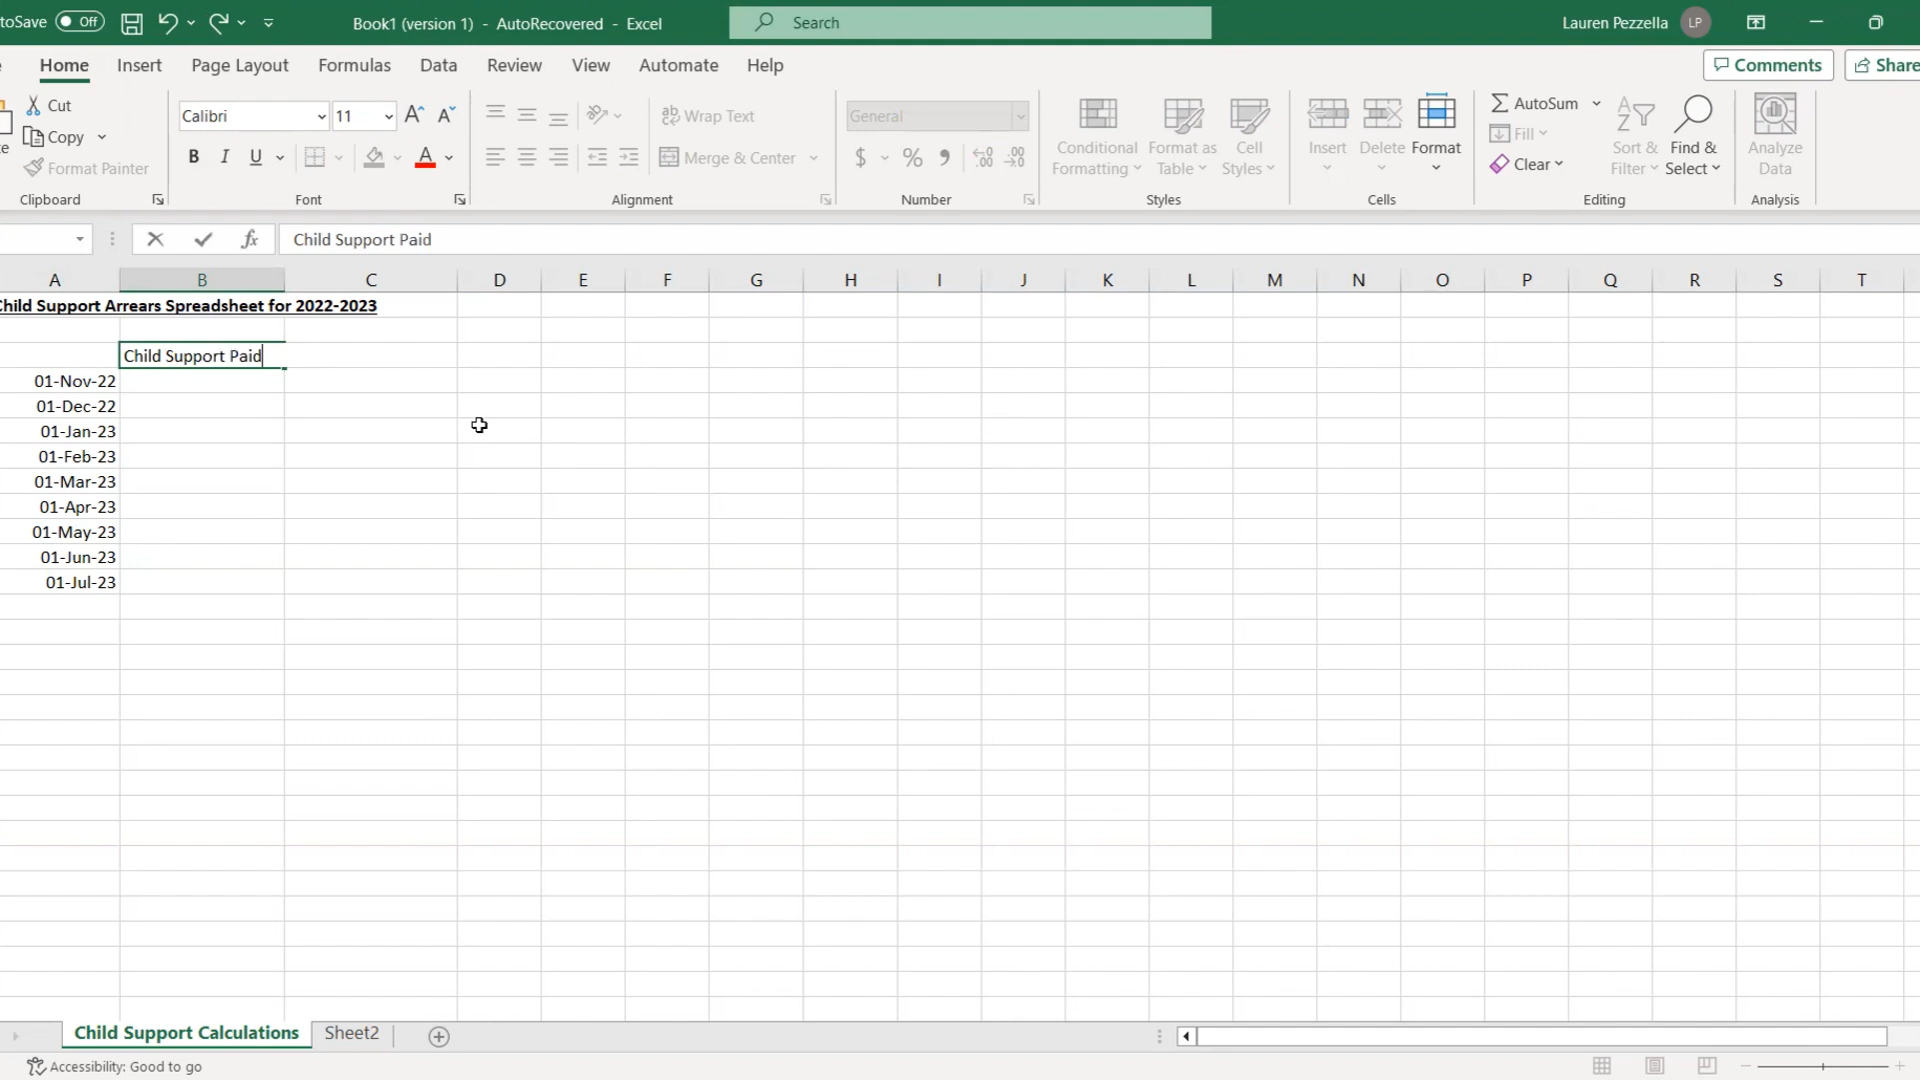 toSave Off Book1 (version 1) - AutoRecovered - Excel Search Lauren Pezzella LP
Home Insert Page Layout Formulas Data Review View Automate Help Comments Share
Cut
Copy
Format Painter
Clipboard
Calibri 11
B I U A
Font
Wrap Text
Merge & Center
Alignment
General
$ % , .00
Number
Conditional Formatting
Format as Table
Cell Styles
Styles
Insert Delete Format
Cells
AutoSum
Fill
Clear
Sort & Filter
Find & Select
Editing
Analyze Data
Analysis
fx Child Support Paid
A B C D E F G H I J K L M N O P Q R S T
Child Support Arrears Spreadsheet for 2022-2023
Child Support Paid
01-Nov-22
01-Dec-22
01-Jan-23
01-Feb-23
01-Mar-23
01-Apr-23
01-May-23
01-Jun-23
01-Jul-23
Child Support Calculations Sheet2
Accessibility: Good to go